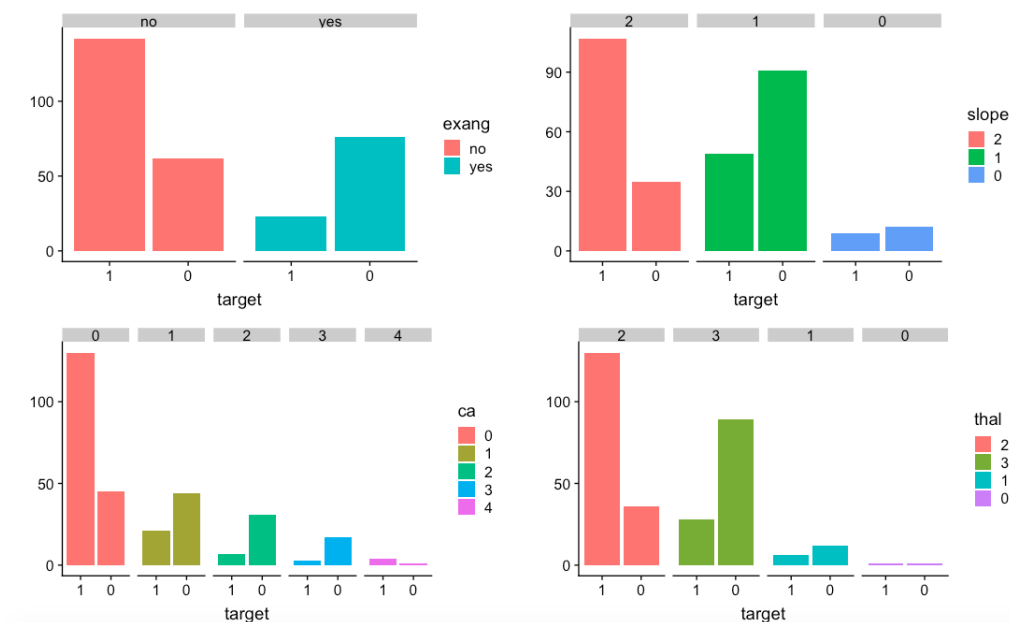 no yes
100
50
0
1 0 1 0
target
exang
no
yes
2 1 0
90
60
30
0
1 0 1 0 1 0
target
slope
2
1
0
0 1 2 3 4
100
50
0
1 0 1 0 1 0 1 0 1 0
target
ca
0
1
2
3
4
2 3 1 0
100
50
0
1 0 1 0 1 0 1 0
target
thal
2
3
1
0